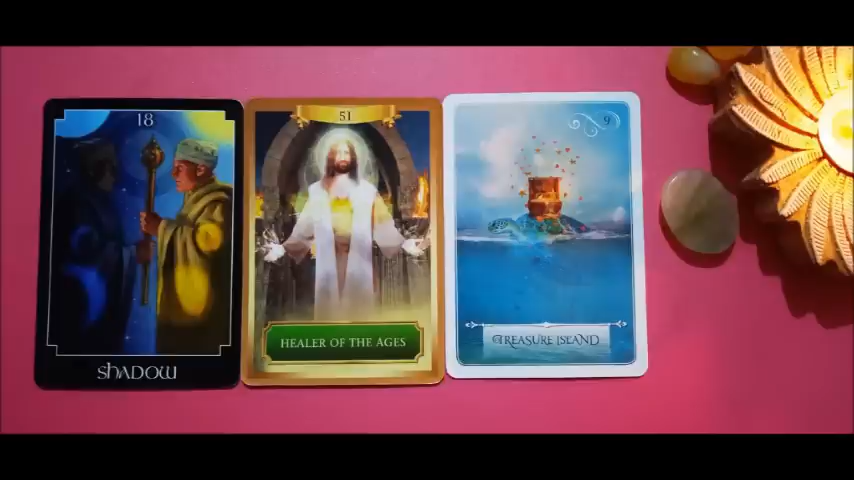 18
SHADOW
51
HEALER OF THE AGES
9
TREASURE ISLAND